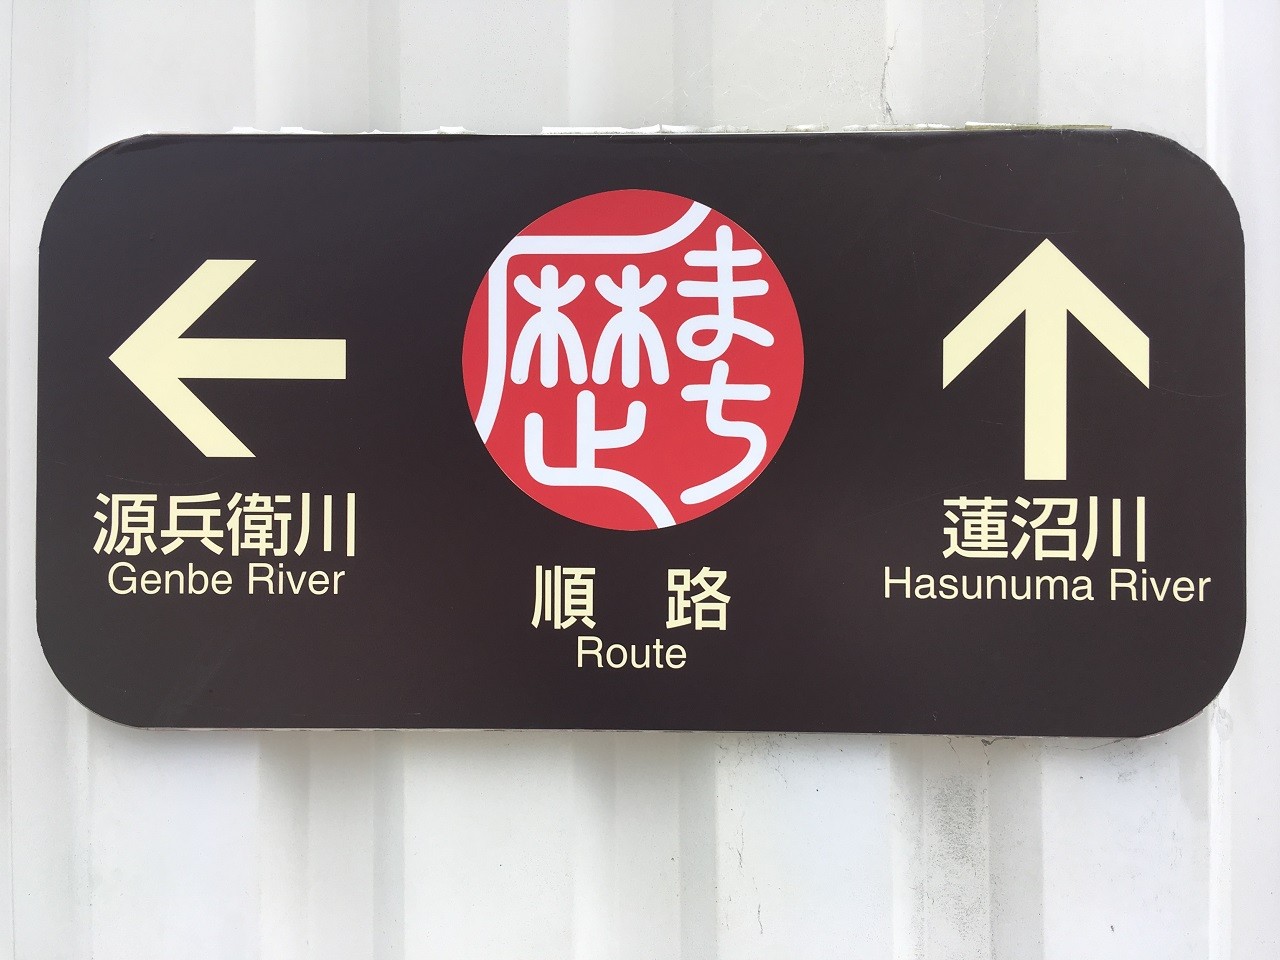 歴まち
源兵衛川
Genbe River
順 路
Route
蓮沼川
Hasunuma River